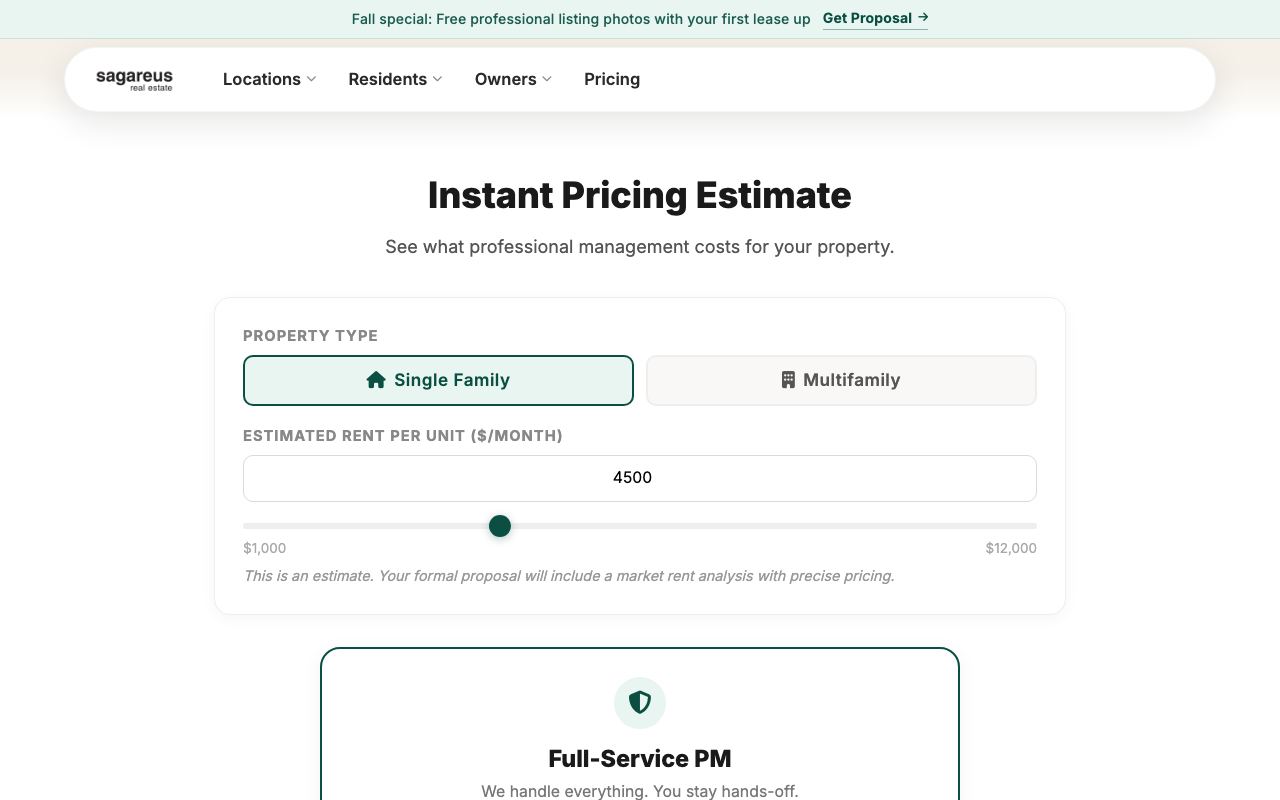 Fall special: Free professional listing photos with your first lease up Get Proposal →
sagareus
real estate
Locations Residents Owners Pricing
Instant Pricing Estimate
See what professional management costs for your property.
PROPERTY TYPE
Single Family Multifamily
ESTIMATED RENT PER UNIT ($/MONTH)
4500
$1,000 $12,000
This is an estimate. Your formal proposal will include a market rent analysis with precise pricing.
Full-Service PM
We handle everything. You stay hands-off.